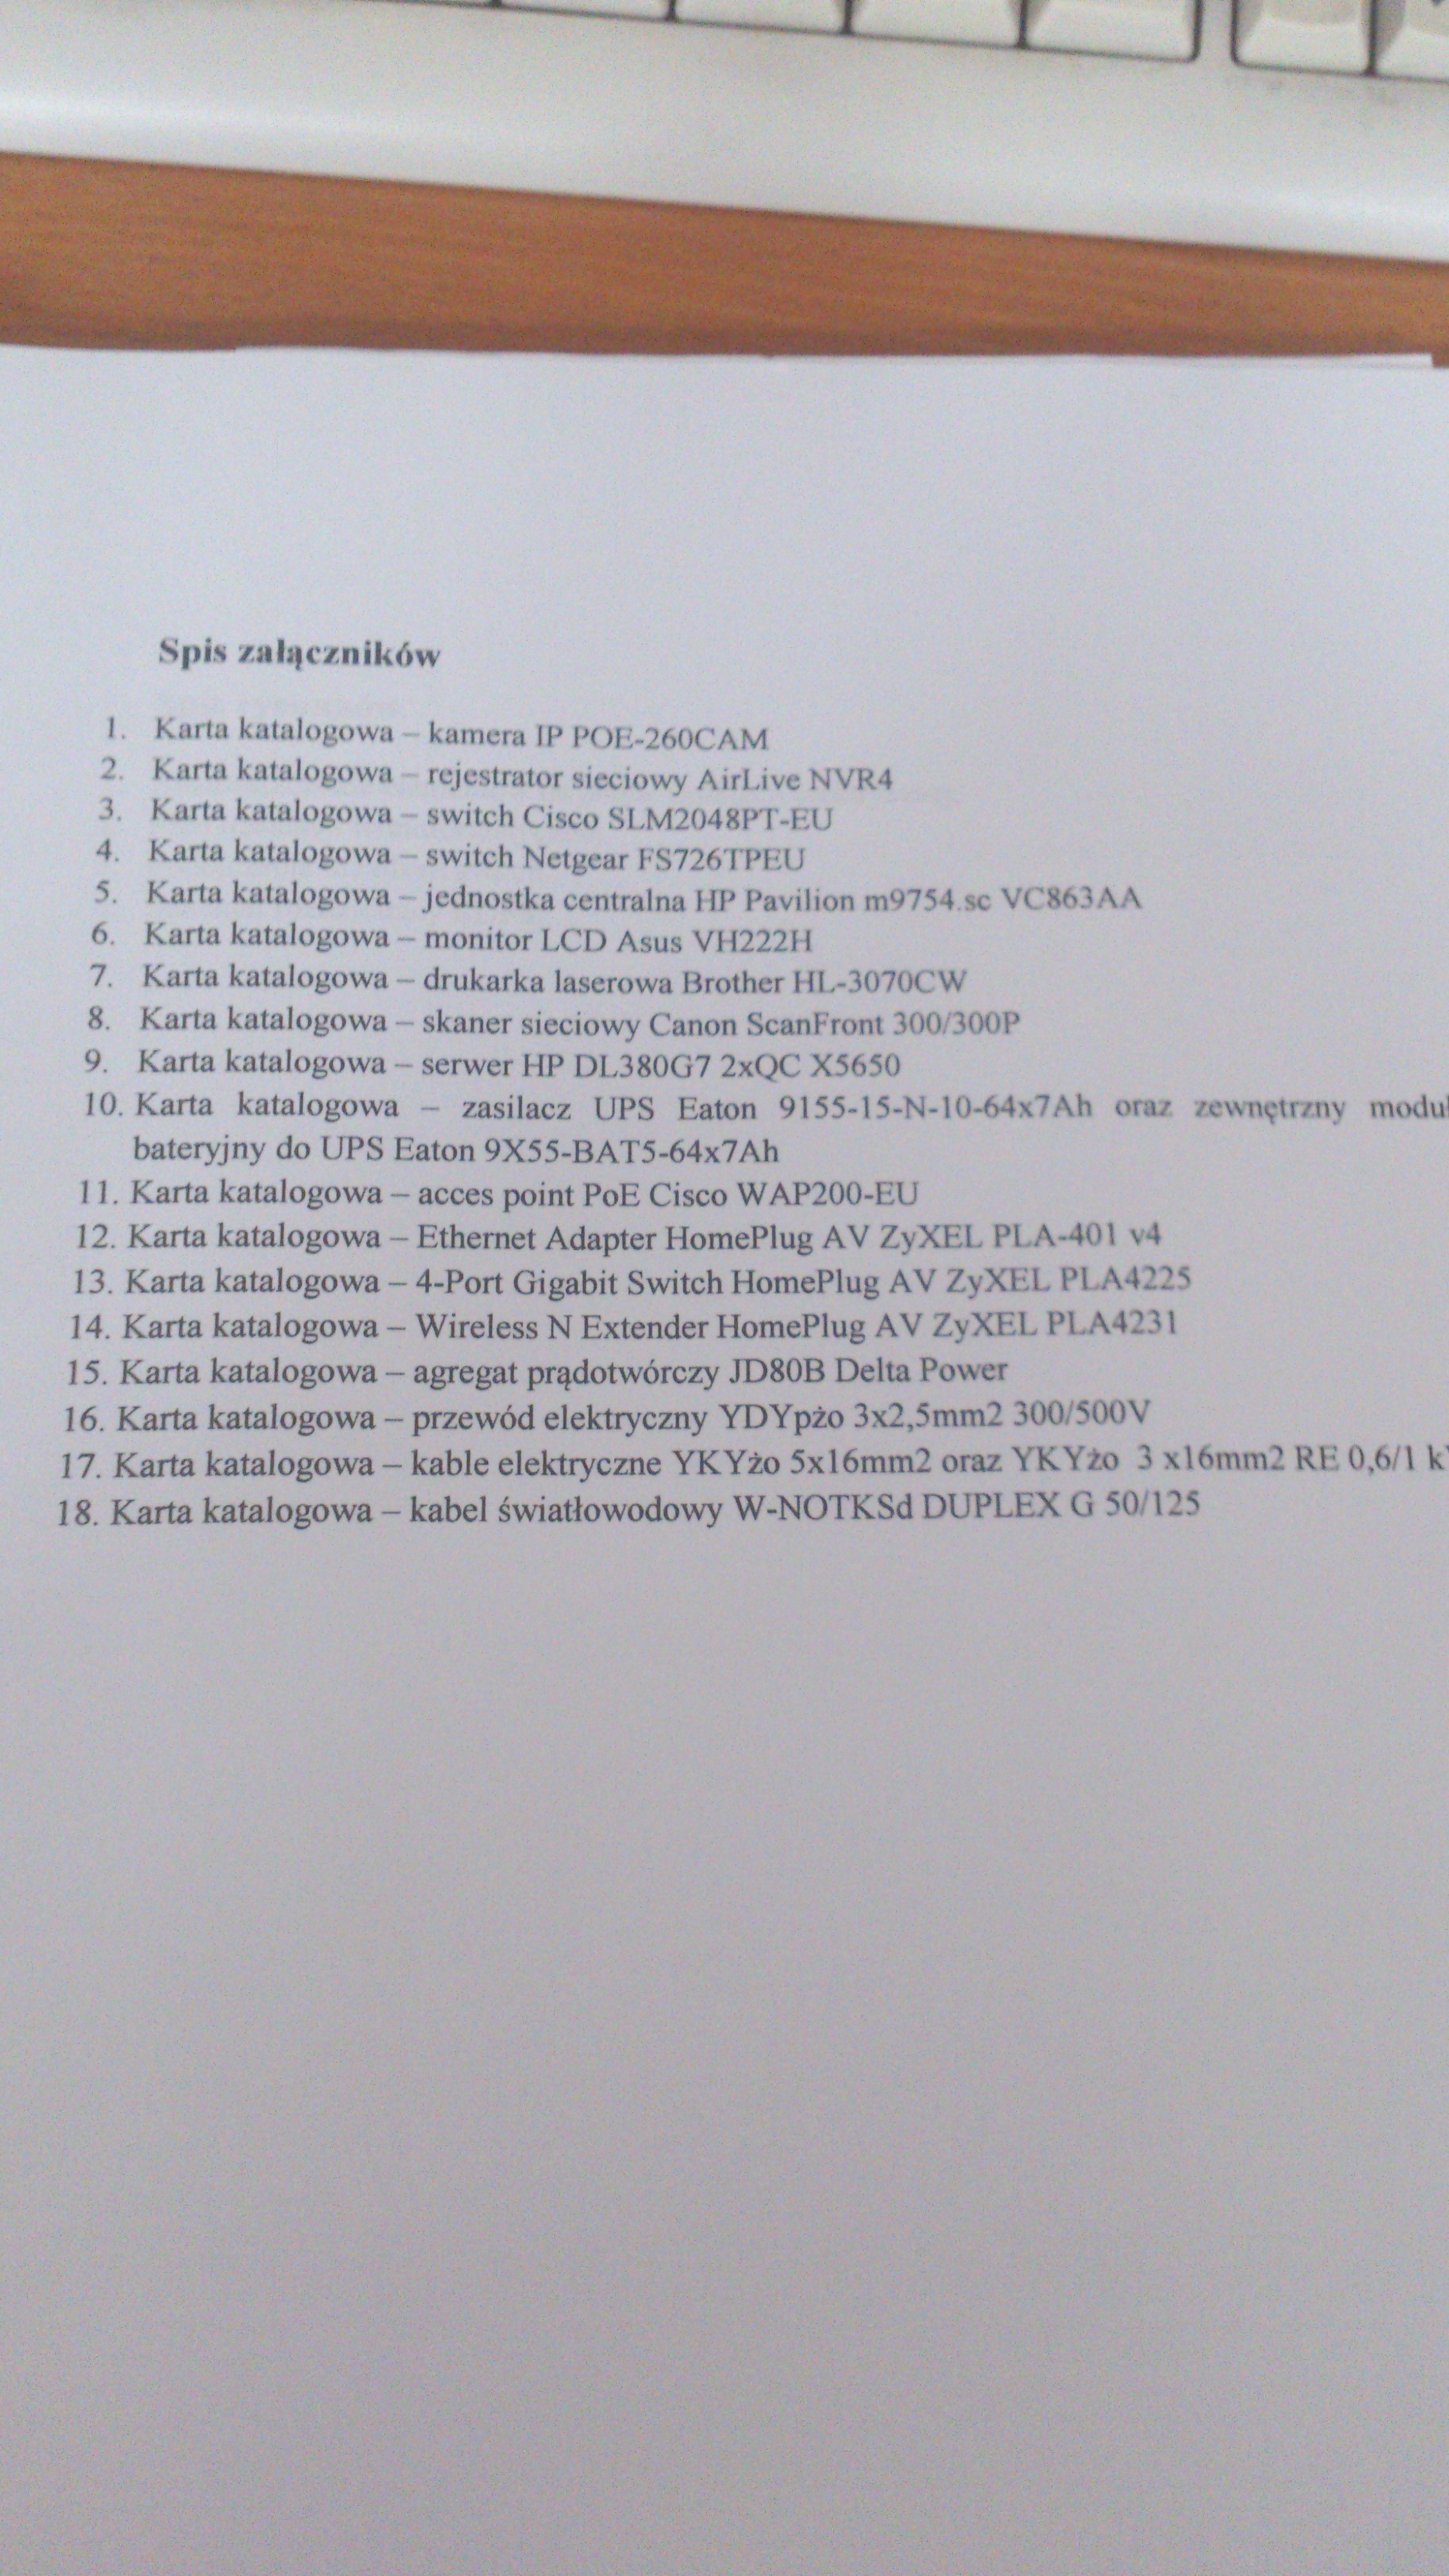 Spis załączników
1. Karta katalogowa – kamera IP POE-260CAM
2. Karta katalogowa – rejestrator sieciowy AirLive NVR4
3. Karta katalogowa – switch Cisco SLM2048PT-EU
4. Karta katalogowa – switch Netgear FS726TPEU
5. Karta katalogowa – jednostka centralna HP Pavilion m9754.sc VC863AA
6. Karta katalogowa – monitor LCD Asus VH222H
7. Karta katalogowa – drukarka laserowa Brother HL-3070CW
8. Karta katalogowa – skaner sieciowy Canon ScanFront 300/300P
9. Karta katalogowa – serwer HP DL380G7 2xQC X5650
10. Karta katalogowa – zasilacz UPS Eaton 9155-15-N-10-64x7Ah oraz zewnętrzny moduł
bateryjny do UPS Eaton 9X55-BAT5-64x7Ah
11. Karta katalogowa – acces point PoE Cisco WAP200-EU
12. Karta katalogowa – Ethernet Adapter HomePlug AV ZyXEL PLA-401 v4
13. Karta katalogowa – 4-Port Gigabit Switch HomePlug AV ZyXEL PLA4225
14. Karta katalogowa – Wireless N Extender HomePlug AV ZyXEL PLA4231
15. Karta katalogowa – agregat prądotwórczy JD80B Delta Power
16. Karta katalogowa – przewód elektryczny YDYpżo 3x2,5mm2 300/500V
17. Karta katalogowa – kable elektryczne YKYżo 5x16mm2 oraz YKYżo 3 x16mm2 RE 0,6/1 k
18. Karta katalogowa – kabel światłowodowy W-NOTKSd DUPLEX G 50/125